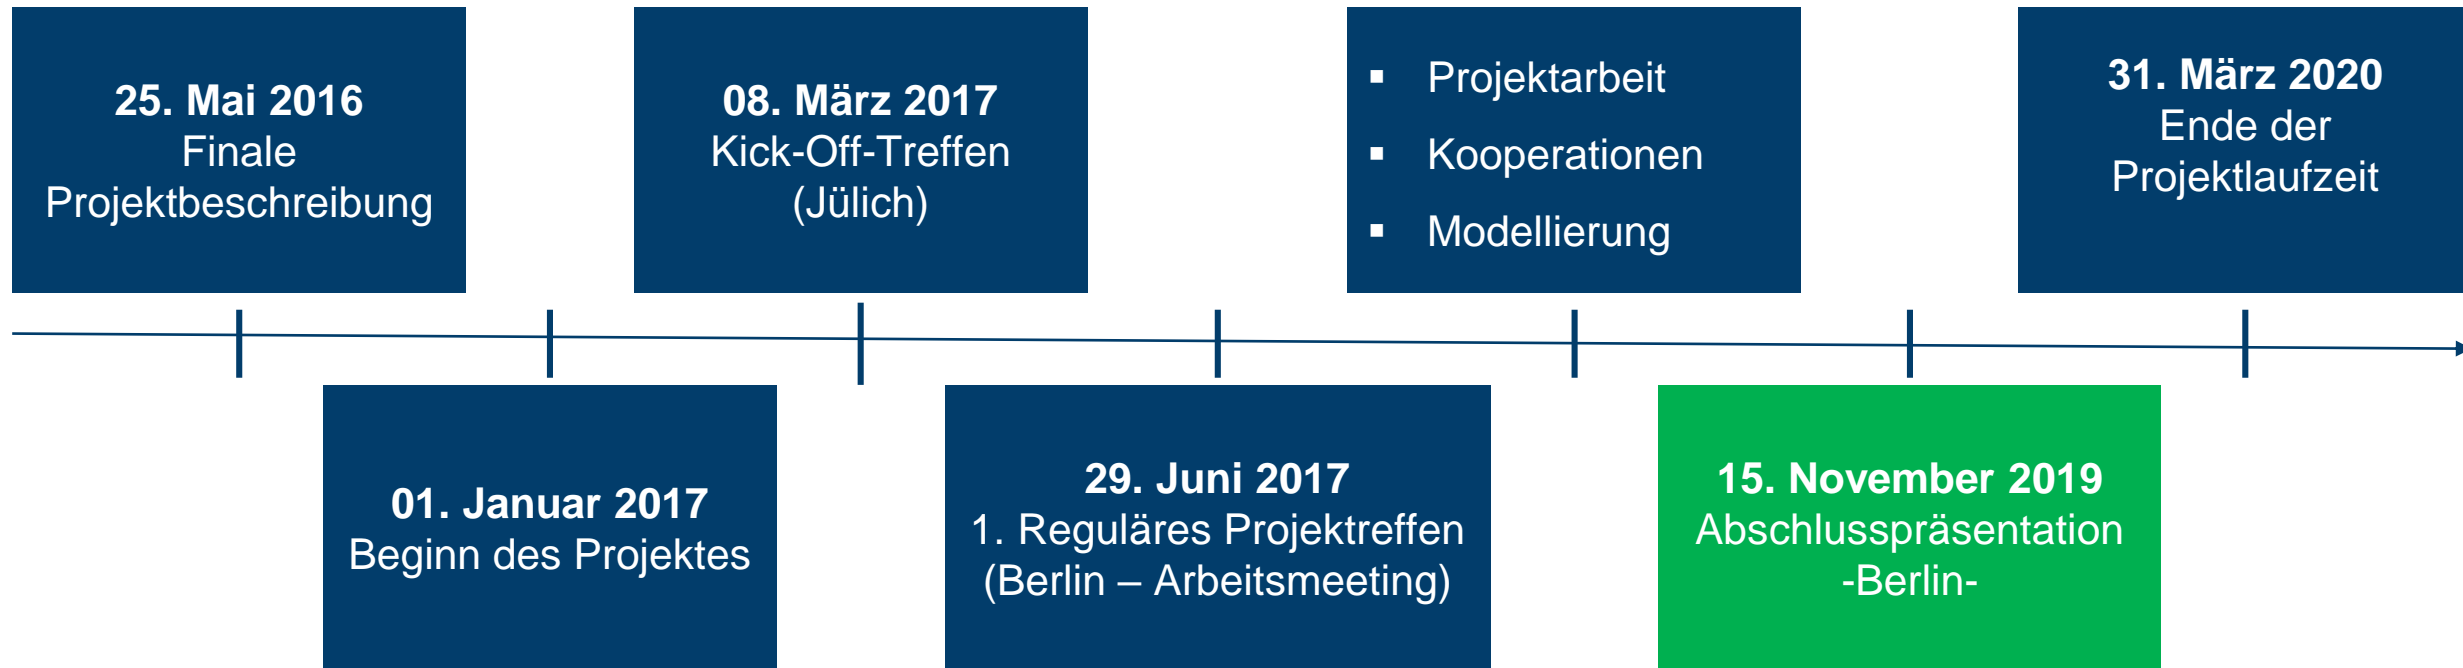 25. Mai 2016
Finale
Projektbeschreibung
08. März 2017
Kick-Off-Treffen
(Jülich)
▪ Projektarbeit
▪ Kooperationen
▪ Modellierung
31. März 2020
Ende der
Projektlaufzeit
01. Januar 2017
Beginn des Projektes
29. Juni 2017
1. Reguläres Projektreffen
(Berlin – Arbeitsmeeting)
15. November 2019
Abschlusspräsentation
-Berlin-